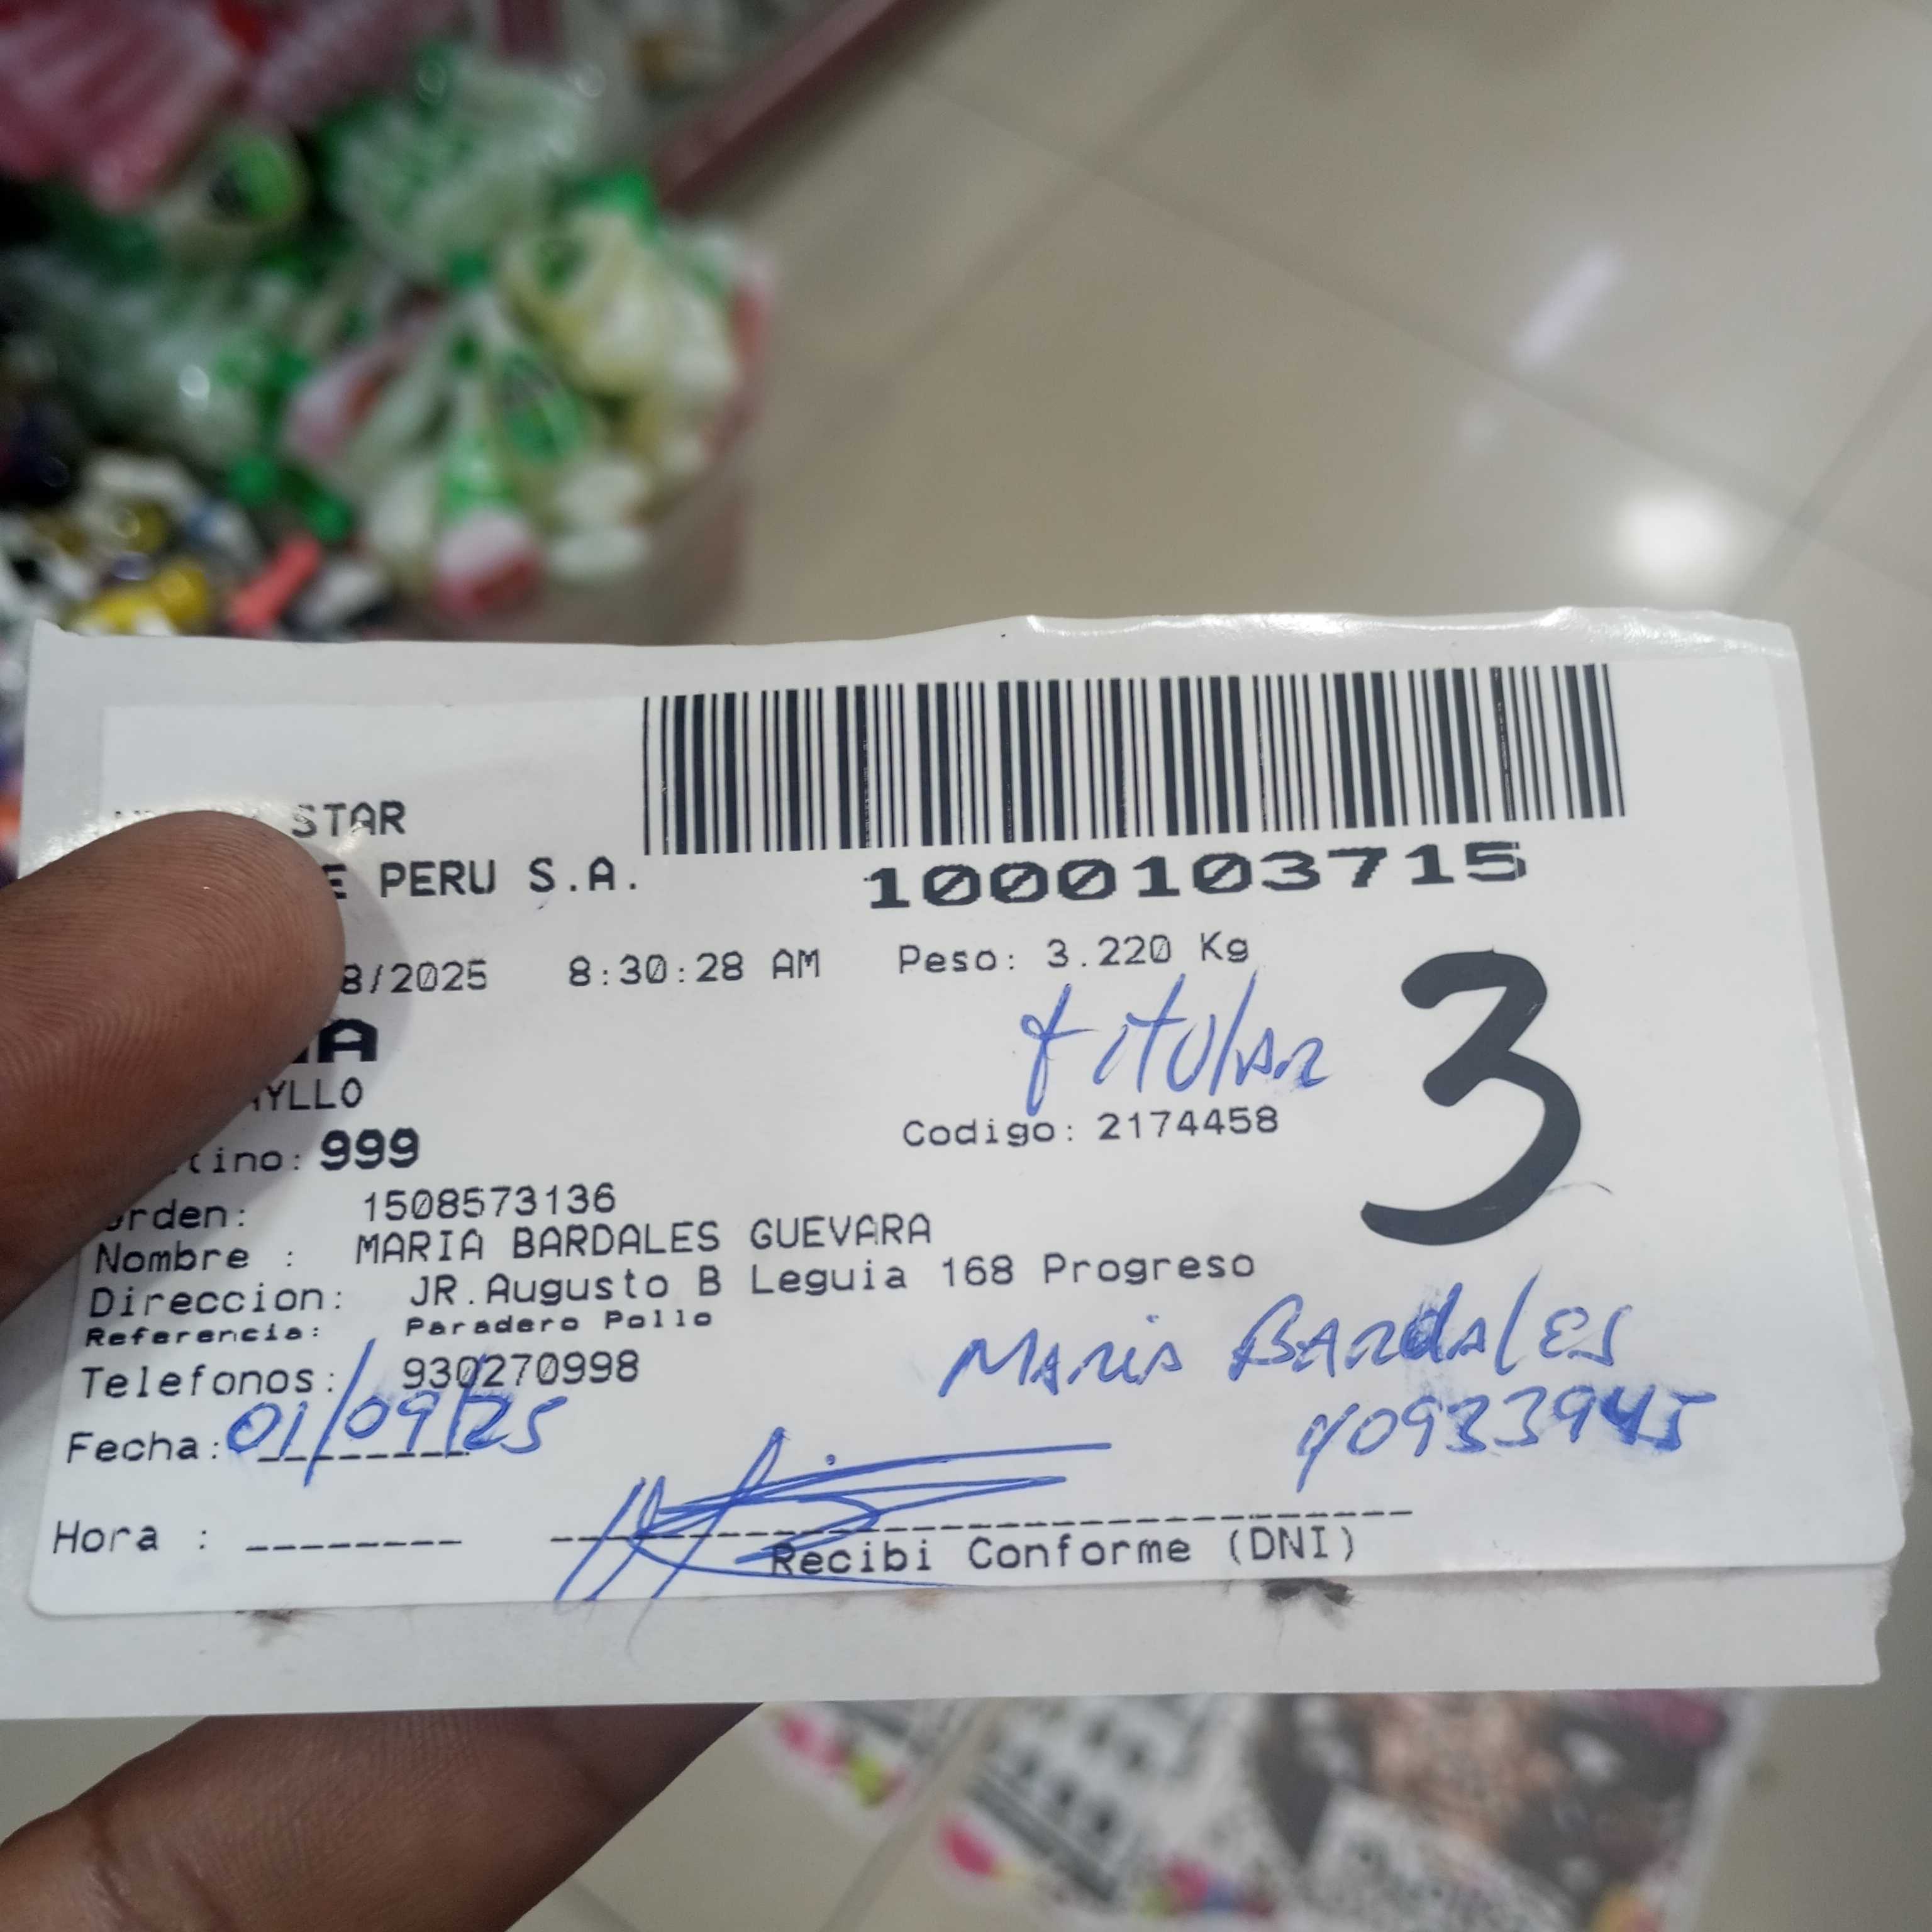 STAR
PERU S.A.
1000103715
8/2025 8:30:28 AM Peso: 3.220 Kg
titular
3
Codigo: 2174458
999
Orden: 1508573136
Nombre : MARIA BARDALES GUEVARA
Direccion: JR.Augusto B Leguia 168 Progreso
Referencia: Paradero Pollo
Telefonos: 930270998
Maria Bardales
40933945
Fecha: 01/09/25
Hora :
Recibi Conforme (DNI)